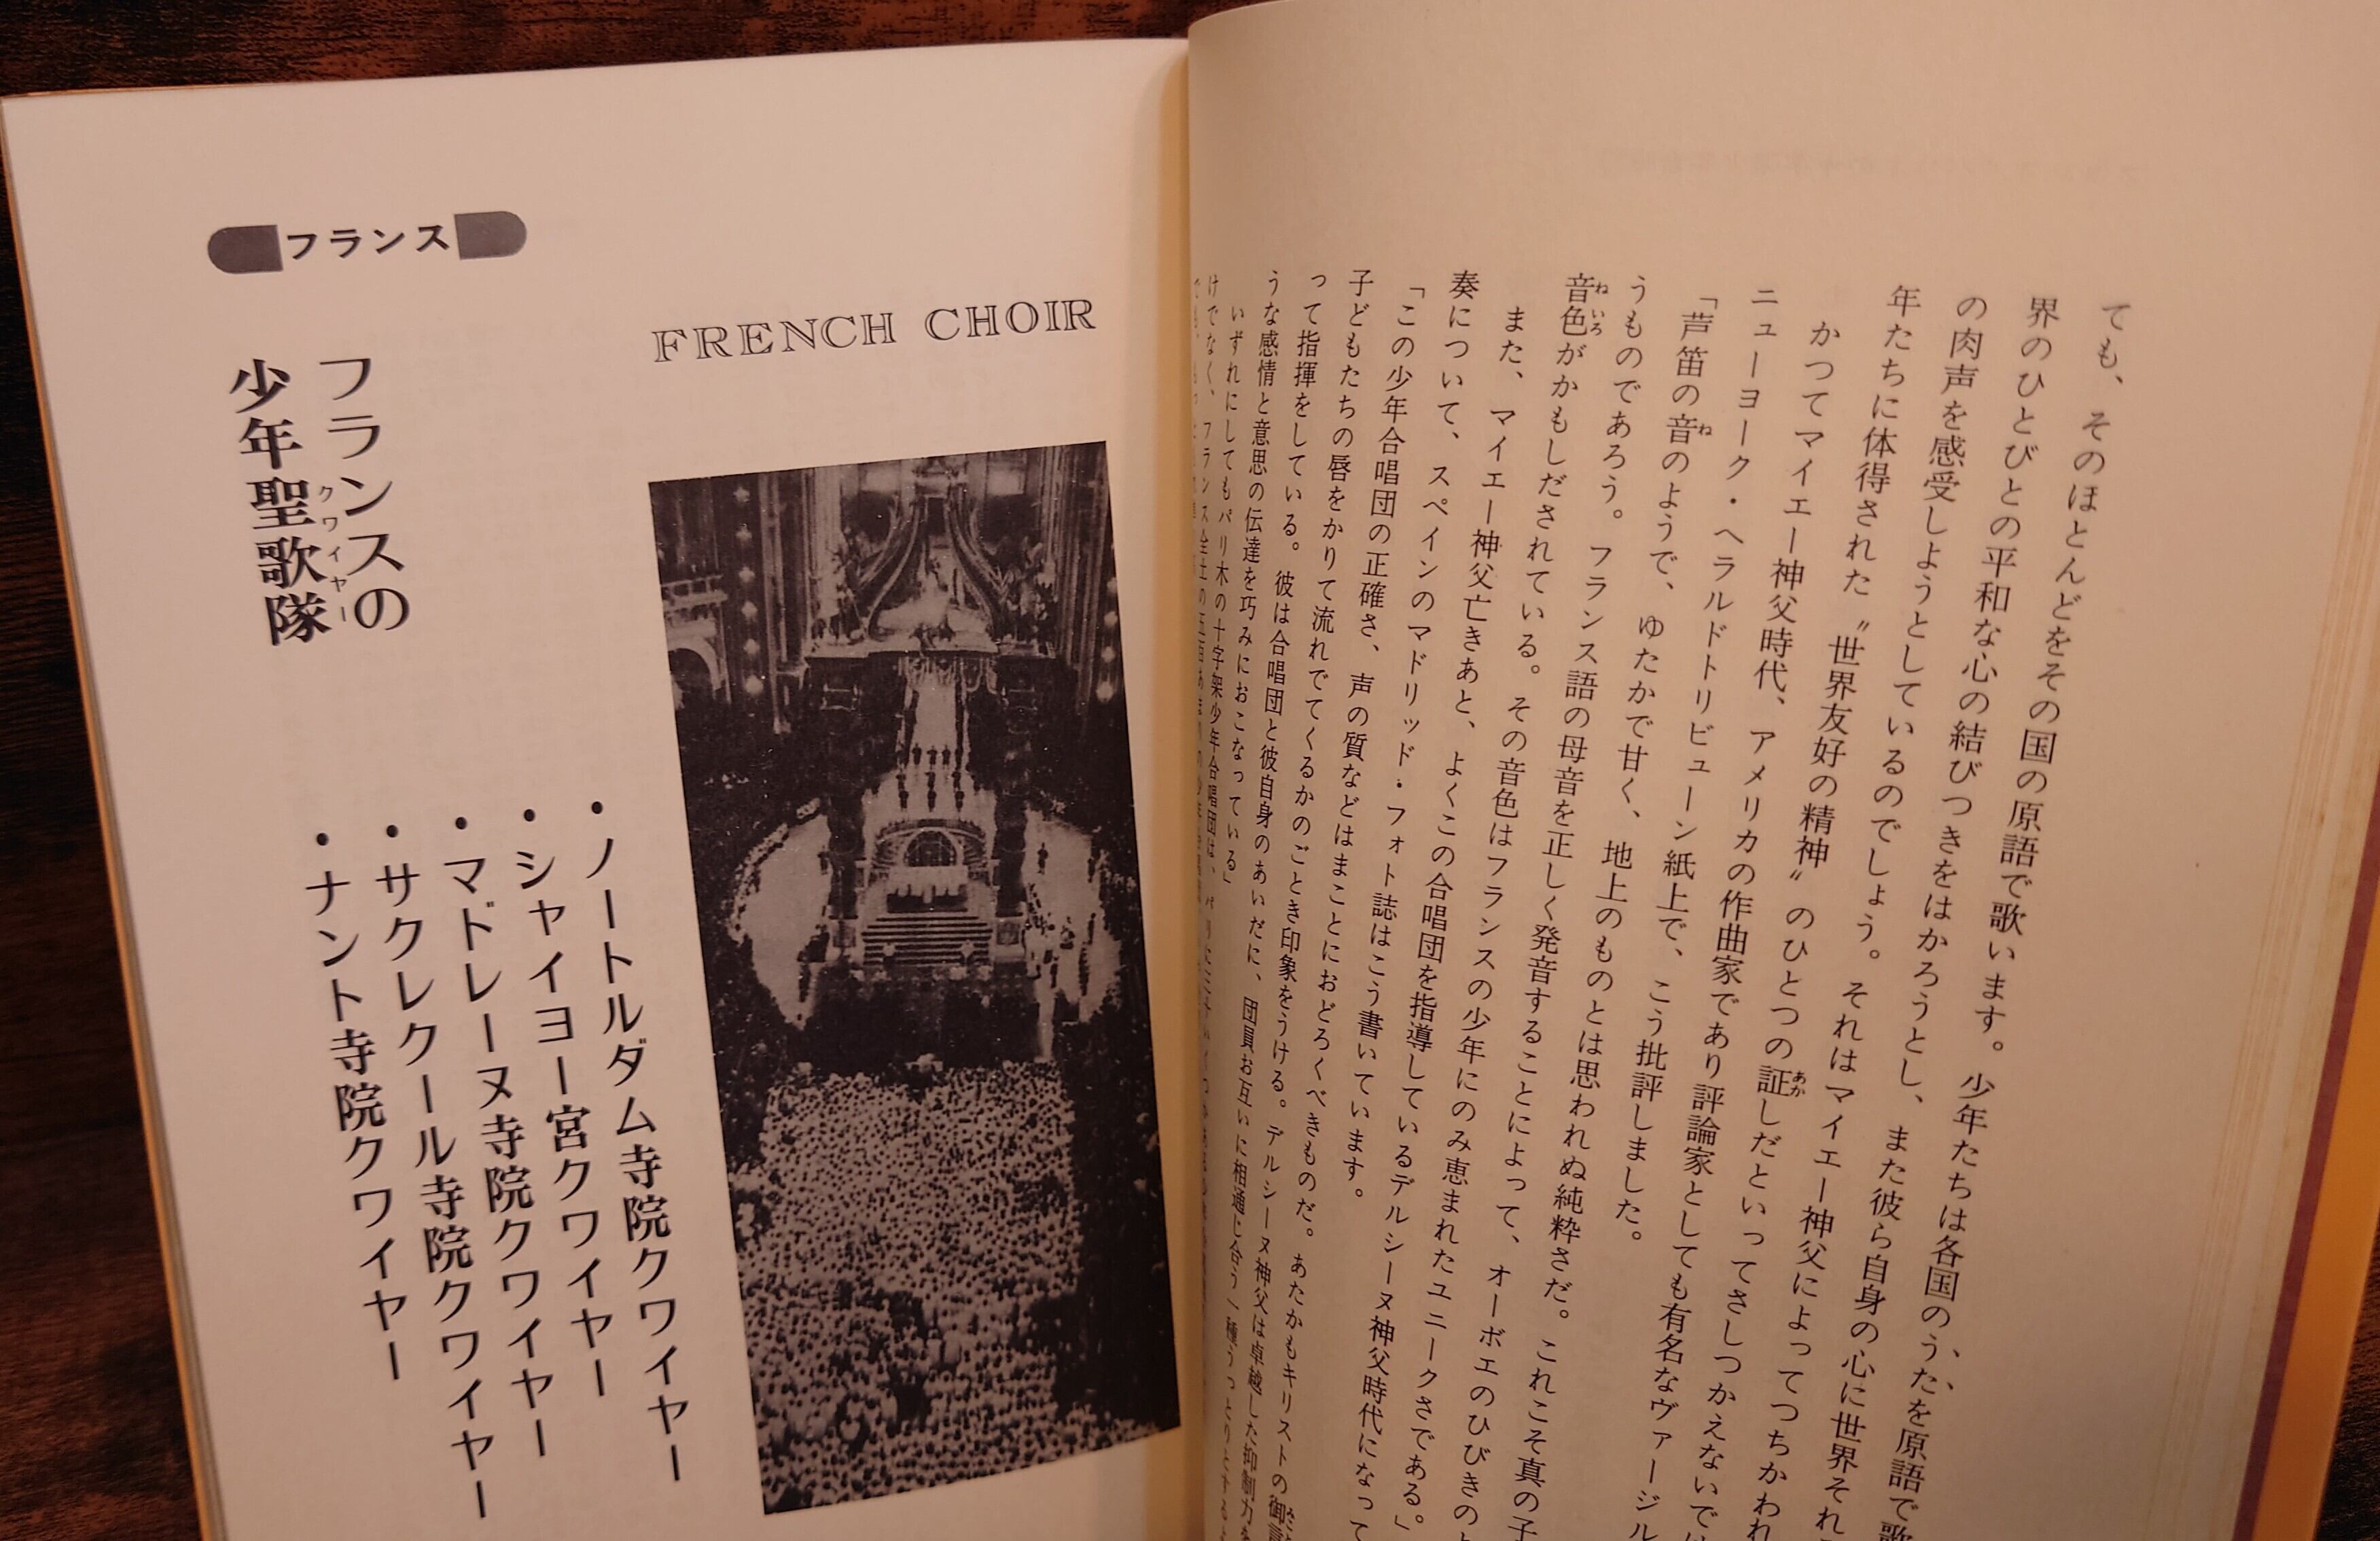 ても、そのほとんどをその国の原語で歌います。少年たちは各国のうたを原語で歌
界のひとびとの平和な心の結びつきをはかろうとし、また彼ら自身の心に世界それ
の肉声を感受しようとしているのでしょう。それはマイエー神父によってつちかわれ
年たちに体得された〝世界友好の精神〟のひとつの証しだといってさしつかえないで
かつてマイエー神父時代、アメリカの作曲家であり評論家としても有名なヴァージル
ニューヨーク・ヘラルドトリビューン紙上で、こう批評しました。
「芦笛の音のようで、ゆたかで甘く、地上のものとは思われぬ純粋さだ。これこそ真の子
うものであろう。フランス語の母音を正しく発音することによって、オーボエのひびきの
音色がかもしだされている。その音色はフランスの少年にのみ恵まれたユニークさである。」
また、マイエー神父亡きあと、よくこの合唱団を指導しているデルシーヌ神父時代になって
奏について、スペインのマドリッド・フォト誌はこう書いています。
「この少年合唱団の正確さ、声の質などはまことにおどろくべきものだ。あたかもキリストの御
子どもたちの唇をかりて流れでてくるかのごとき印象をうける。デルシーヌ神父は卓越した抑制力
って指揮をしている。彼は合唱団と彼自身のあいだに、団員お互いに相通じ合う
うな感情と意思の伝達を巧みにおこなっている」
いずれにしてもパリ木の十字架少年合唱団は、
けでなく、フランス全土の
FRENCH CHOIR
フランス
フランスの
少年聖歌隊
クワイヤー
・ノートルダム寺院クワイヤー
・シャイヨー宮クワイヤー
・マドレーヌ寺院クワイヤー
・サクレクール寺院クワイヤー
・ナント寺院クワイヤー